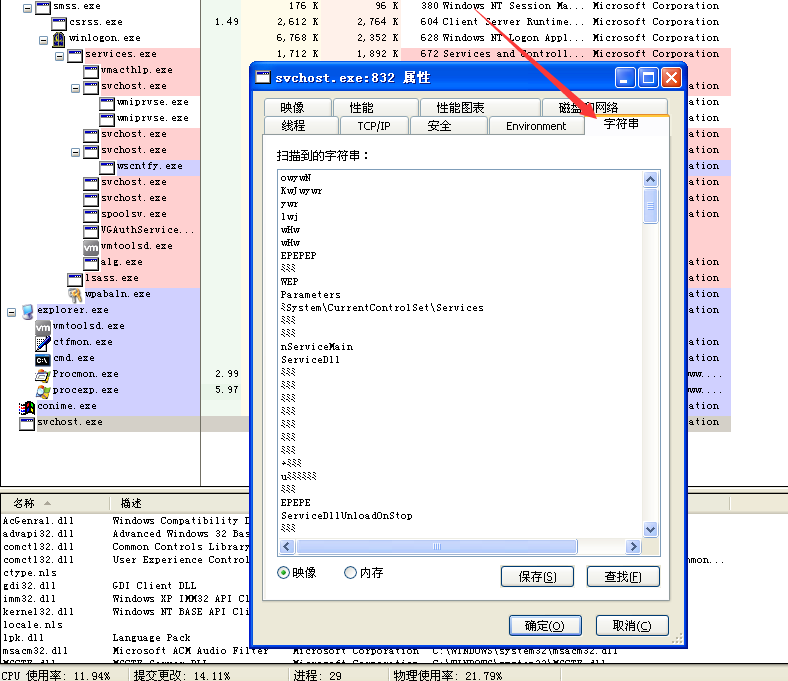 smss.exe 176 K 96 K 380 Windows NT Session Ma... Microsoft Corporation
csrss.exe 1.49 2,612 K 2,764 K 604 Client Server Runtime... Microsoft Corporation
winlogon.exe 6,768 K 2,352 K 628 Windows NT Logon Appl... Microsoft Corporation
services.exe 1,712 K 1,892 K 672 Services and Controll... Microsoft Corporation
vmacthlp.exe
svchost.exe ation
wmiprvse.exe ation
wmiprvse.exe ation
svchost.exe ation
svchost.exe ation
wscntfy.exe ation
svchost.exe ation
svchost.exe ation
spoolsv.exe ation
VGAuthService...
vmtoolsd.exe
alg.exe ation
lsass.exe ation
wpabaln.exe ation
explorer.exe ation
vmtoolsd.exe
ctfmon.exe ation
cmd.exe ation
Procmon.exe 2.99 ww....
procexp.exe 5.97 ww....
conime.exe ation
svchost.exe ation
svchost.exe:832 属性
映像 性能 性能图表 磁盘和网络
线程 TCP/IP 安全 Environment 字符串
扫描到的字符串：
owywN
KwJwywr
ywr
lwj
wHw
wHw
EPEPEP
WEP
Parameters
System\CurrentControlSet\Services
nServiceMain
ServiceDll
EPEPE
ServiceDllUnloadOnStop
映像 内存 保存(S) 查找(F)
确定(O) 取消(C)
名称 描述
AcGenral.dll Windows Compatibility D
advapi32.dll Advanced Windows 32 Bas
comctl32.dll Common Controls Library
comctl32.dll User Experience Control mmon...
ctype.nls
gdi32.dll GDI Client DLL
imm32.dll Windows XP IMM32 API Cli
kernel32.dll Windows NT BASE API Cli
locale.nls
lpk.dll Language Pack
msacm32.dll Microsoft ACM Audio Filter Microsoft Corporation C:\WINDOWS\system32\msacm32.dll
CPU 使用率: 11.94% 提交更改: 14.11% 进程: 29 物理使用率: 21.79%